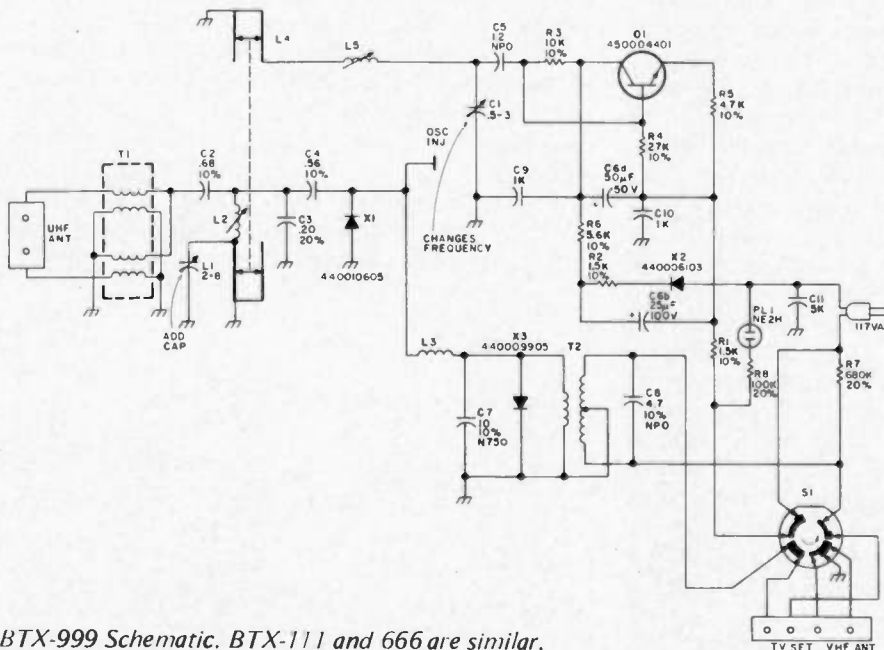 L4
L5
C5
12
NPO
R3
10K
10%
Q1
450004401
R5
4.7K
10%
C1
.5-3
R4
27K
10%
OSC
INJ
T1
C2
.68
10%
C4
.56
10%
C9
1K
C6d
50µF
50V
UHF
ANT
L2
C3
.20
20%
X1
440010605
CHANGES
FREQUENCY
C10
1K
L1
2-8
R6
5.6K
10%
R2
1.5K
10%
X2
440006103
ADD
CAP
C6b
25µF
100V
PL1
NE2H
C11
5K
117VA
L3
X3
440009905
T2
R1
1.5K
10%
R7
680K
20%
R8
100K
20%
C7
10
10%
N750
C8
4.7
10%
NPO
S1
TV SET VHF ANT
BTX-999 Schematic. BTX-111 and 666 are similar.